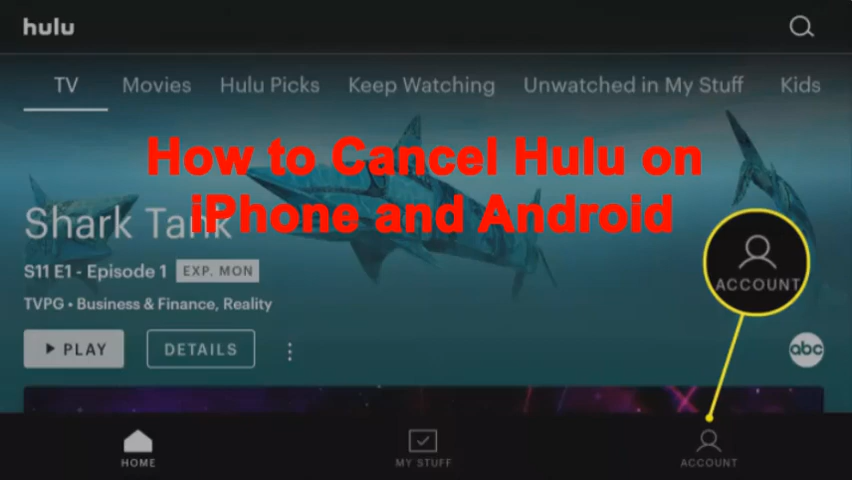 hulu
TV Movies Hulu Picks Keep Watching Unwatched in My Stuff Kids
How to Cancel Hulu on
iPhone and Android
Shark Tank
S11 E1 - Episode 1 EXP. MON
TVPG • Business & Finance, Reality
ACCOUNT
PLAY DETAILS
abc
HOME MY STUFF ACCOUNT